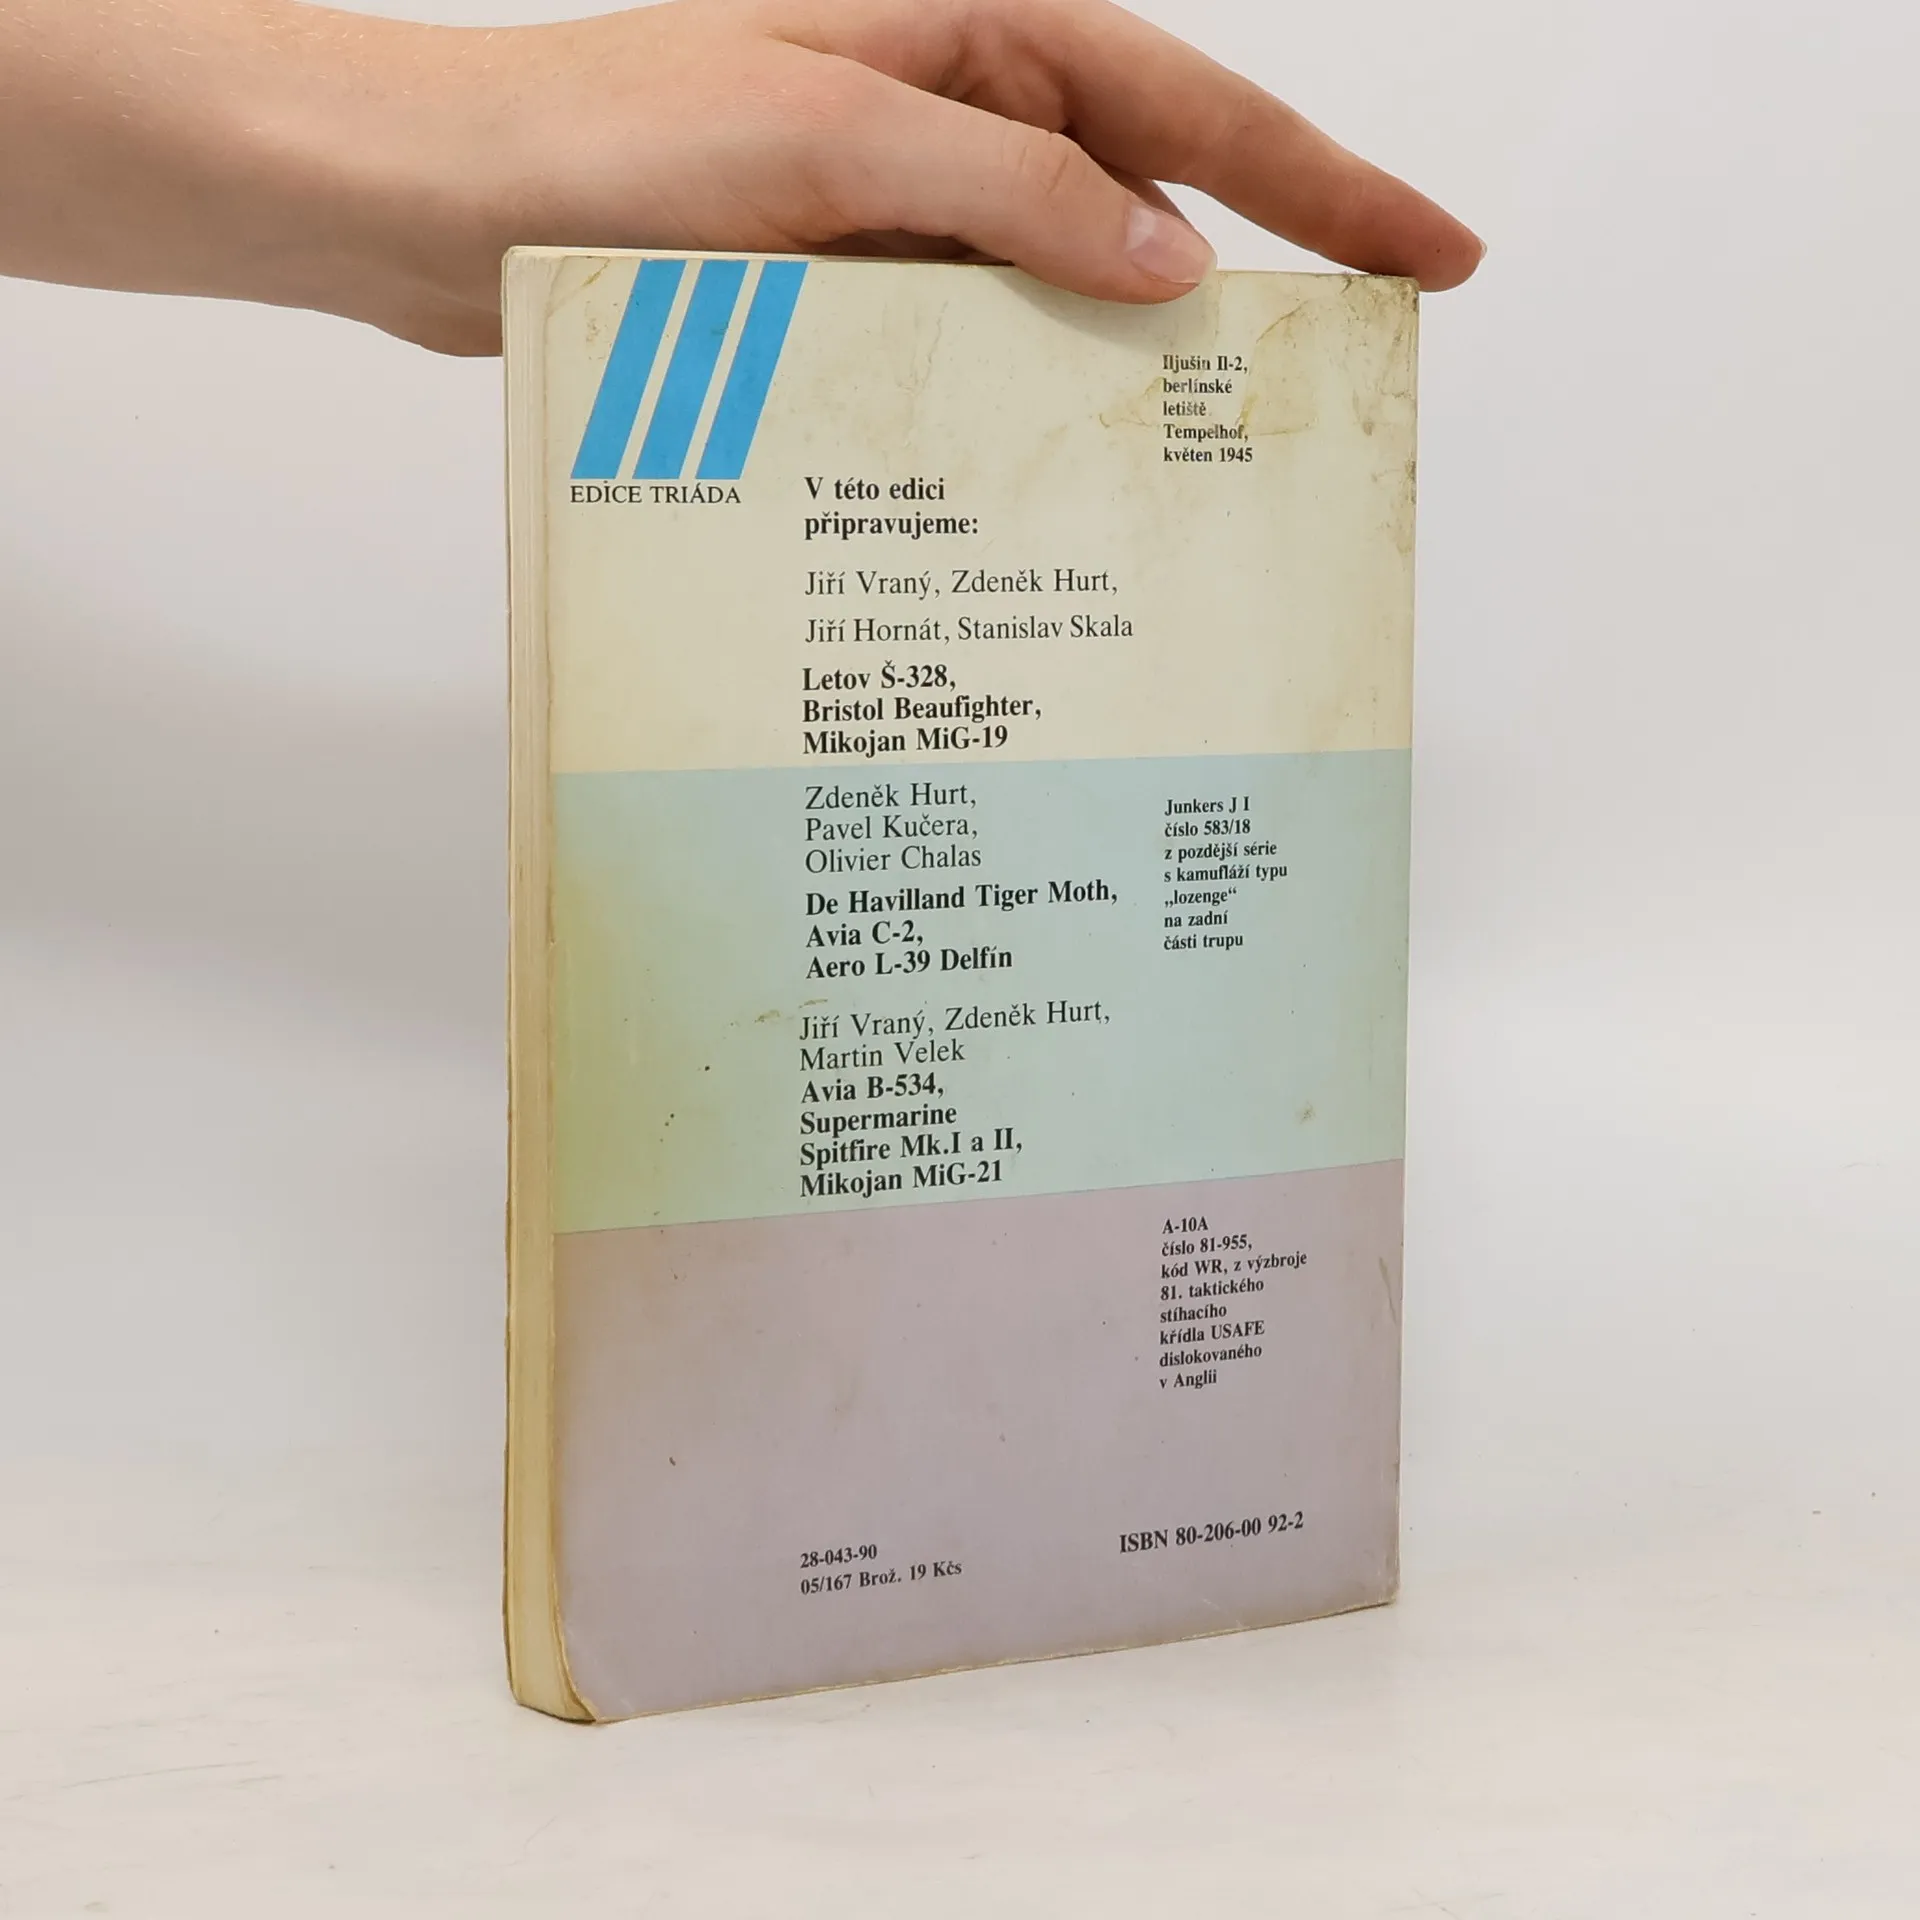 EDICE TRIÁDA
V této edici
připravujeme:
Jiří Vraný, Zdeněk Hurt,
Jiří Hornát, Stanislav Skala
Letov Š-328,
Bristol Beaufighter,
Mikojan MiG-19
Zdeněk Hurt,
Pavel Kučera,
Olivier Chalas
De Havilland Tiger Moth,
Avia C-2,
Aero L-39 Delfín
Jiří Vraný, Zdeněk Hurt,
Martin Velek
Avia B-534,
Supermarine
Spitfire Mk.I a II,
Mikojan MiG-21
Iljušin Il-2,
berlínské
letiště
Tempelhof,
květen 1945
Junkers J I
číslo 583/18
z pozdější série
s kamufláží typu
„lozenge“
na zadní
části trupu
A-10A
číslo 81-955,
kód WR, z výzbroje
81. taktického
stíhacího
křídla USAFE
dislokovaného
v Anglii
28-043-90
05/167 Brož. 19 Kčs
ISBN 80-206-00 92-2